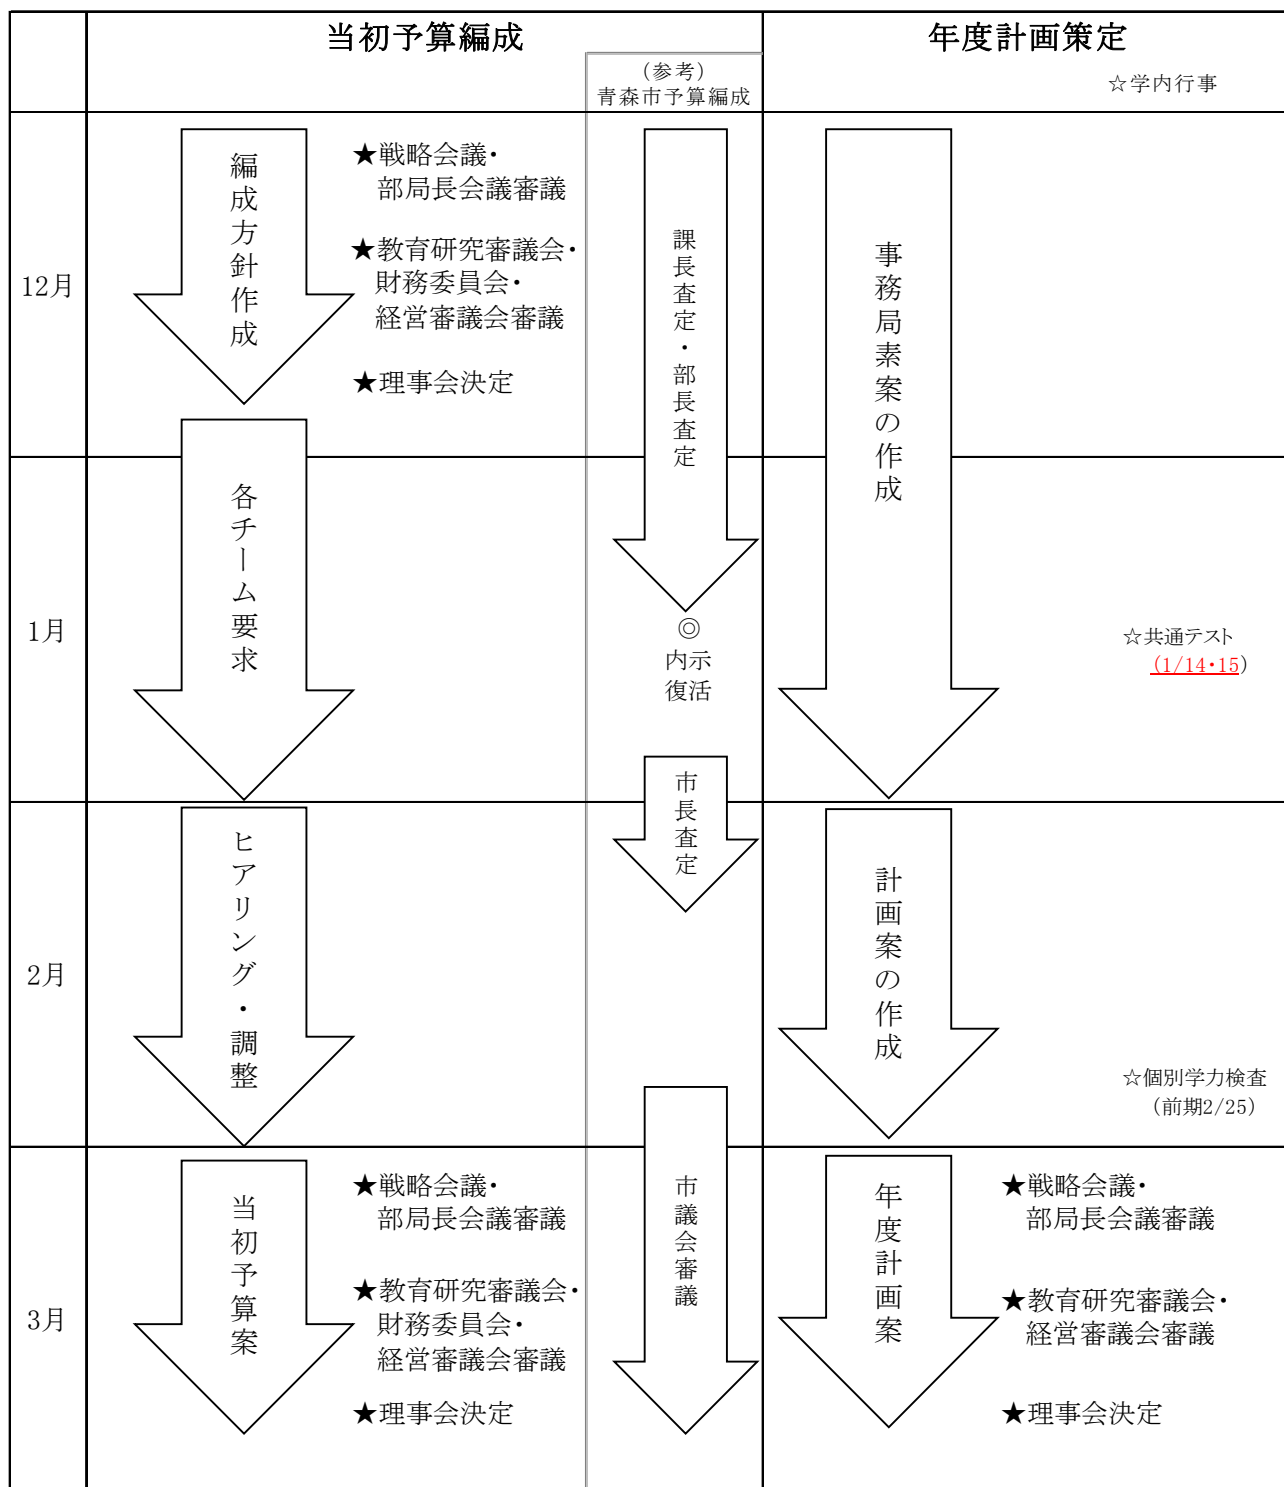 当初予算編成
(参考)
青森市予算編成
年度計画策定
☆学内行事
12月
編成方針作成
★戦略会議・
部局長会議審議
★教育研究審議会・
財務委員会・
経営審議会審議
★理事会決定
課長査定・部長査定
事務局素案の作成
1月
各チーム要求
◎
内示
復活
☆共通テスト
(1/14・15)
市長査定
2月
ヒアリング・調整
計画案の作成
☆個別学力検査
(前期2/25)
3月
当初予算案
★戦略会議・
部局長会議審議
★教育研究審議会・
財務委員会・
経営審議会審議
★理事会決定
市議会審議
年度計画案
★戦略会議・
部局長会議審議
★教育研究審議会・
経営審議会審議
★理事会決定